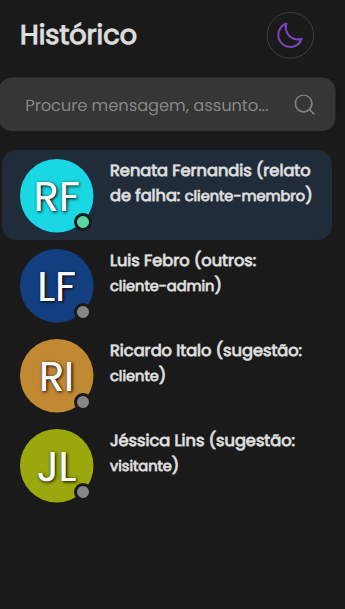 Histórico
Procure mensagem, assunto...
RF
Renata Fernandis (relato
de falha: cliente-membro)
LF
Luis Febro (outros:
cliente-admin)
RI
Ricardo Italo (sugestão:
cliente)
JL
Jéssica Lins (sugestão:
visitante)